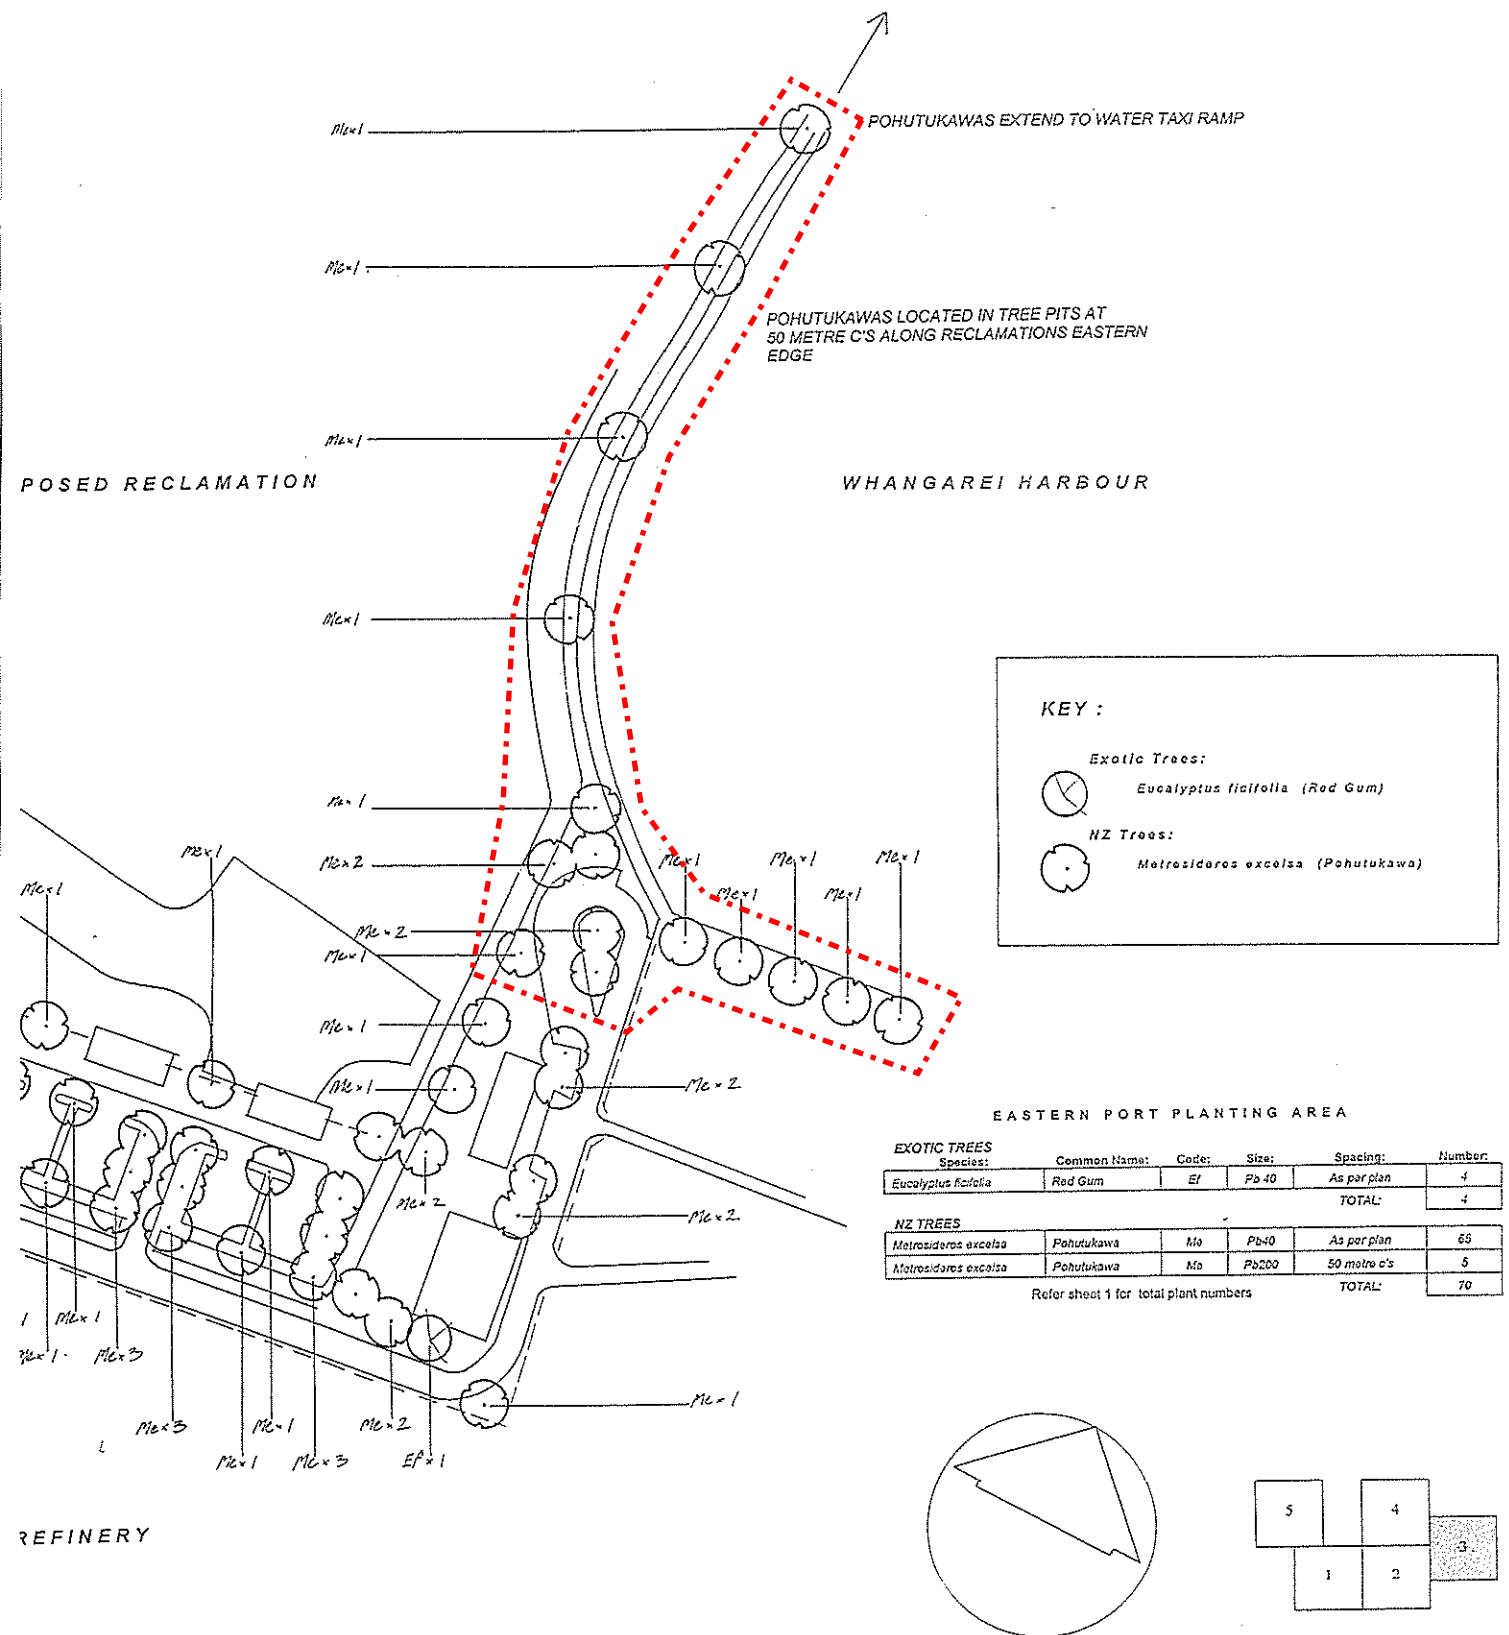 Me×1
POHUTUKAWAS EXTEND TO WATER TAXI RAMP
Me×1
POHUTUKAWAS LOCATED IN TREE PITS AT
50 METRE C'S ALONG RECLAMATIONS EASTERN
EDGE
Me×1
POSED RECLAMATION
WHANGAREI HARBOUR
Me×1
KEY :
Exotic Trees:
Eucalyptus ficifolia (Red Gum)
NZ Trees:
Metrosideros excelsa (Pohutukawa)
Me×1
Me×2
Me×1
Me×1
Me×1
Me×1
Me×1
Me×1
Me×1
Me×2
Me×1
Me×1
Me×1
Me×2
Me×2
Me×2
EASTERN PORT PLANTING AREA
EXOTIC TREES
Species: Common Name: Code: Size: Spacing: Number:
Eucalyptus ficifolia Red Gum Ef Pb 40 As per plan 4
TOTAL: 4
NZ TREES
Metrosideros excelsa Pohutukawa Me Pb40 As per plan 65
Metrosideros excelsa Pohutukawa Me Pb200 50 metre c's 5
TOTAL: 70
Refer sheet 1 for total plant numbers
1
Me×1
Me×1
Me×3
Me×3
Me×1
Me×1
Me×3
Me×2
Ef×1
Me×1
REFINERY
5
4
3
1
2